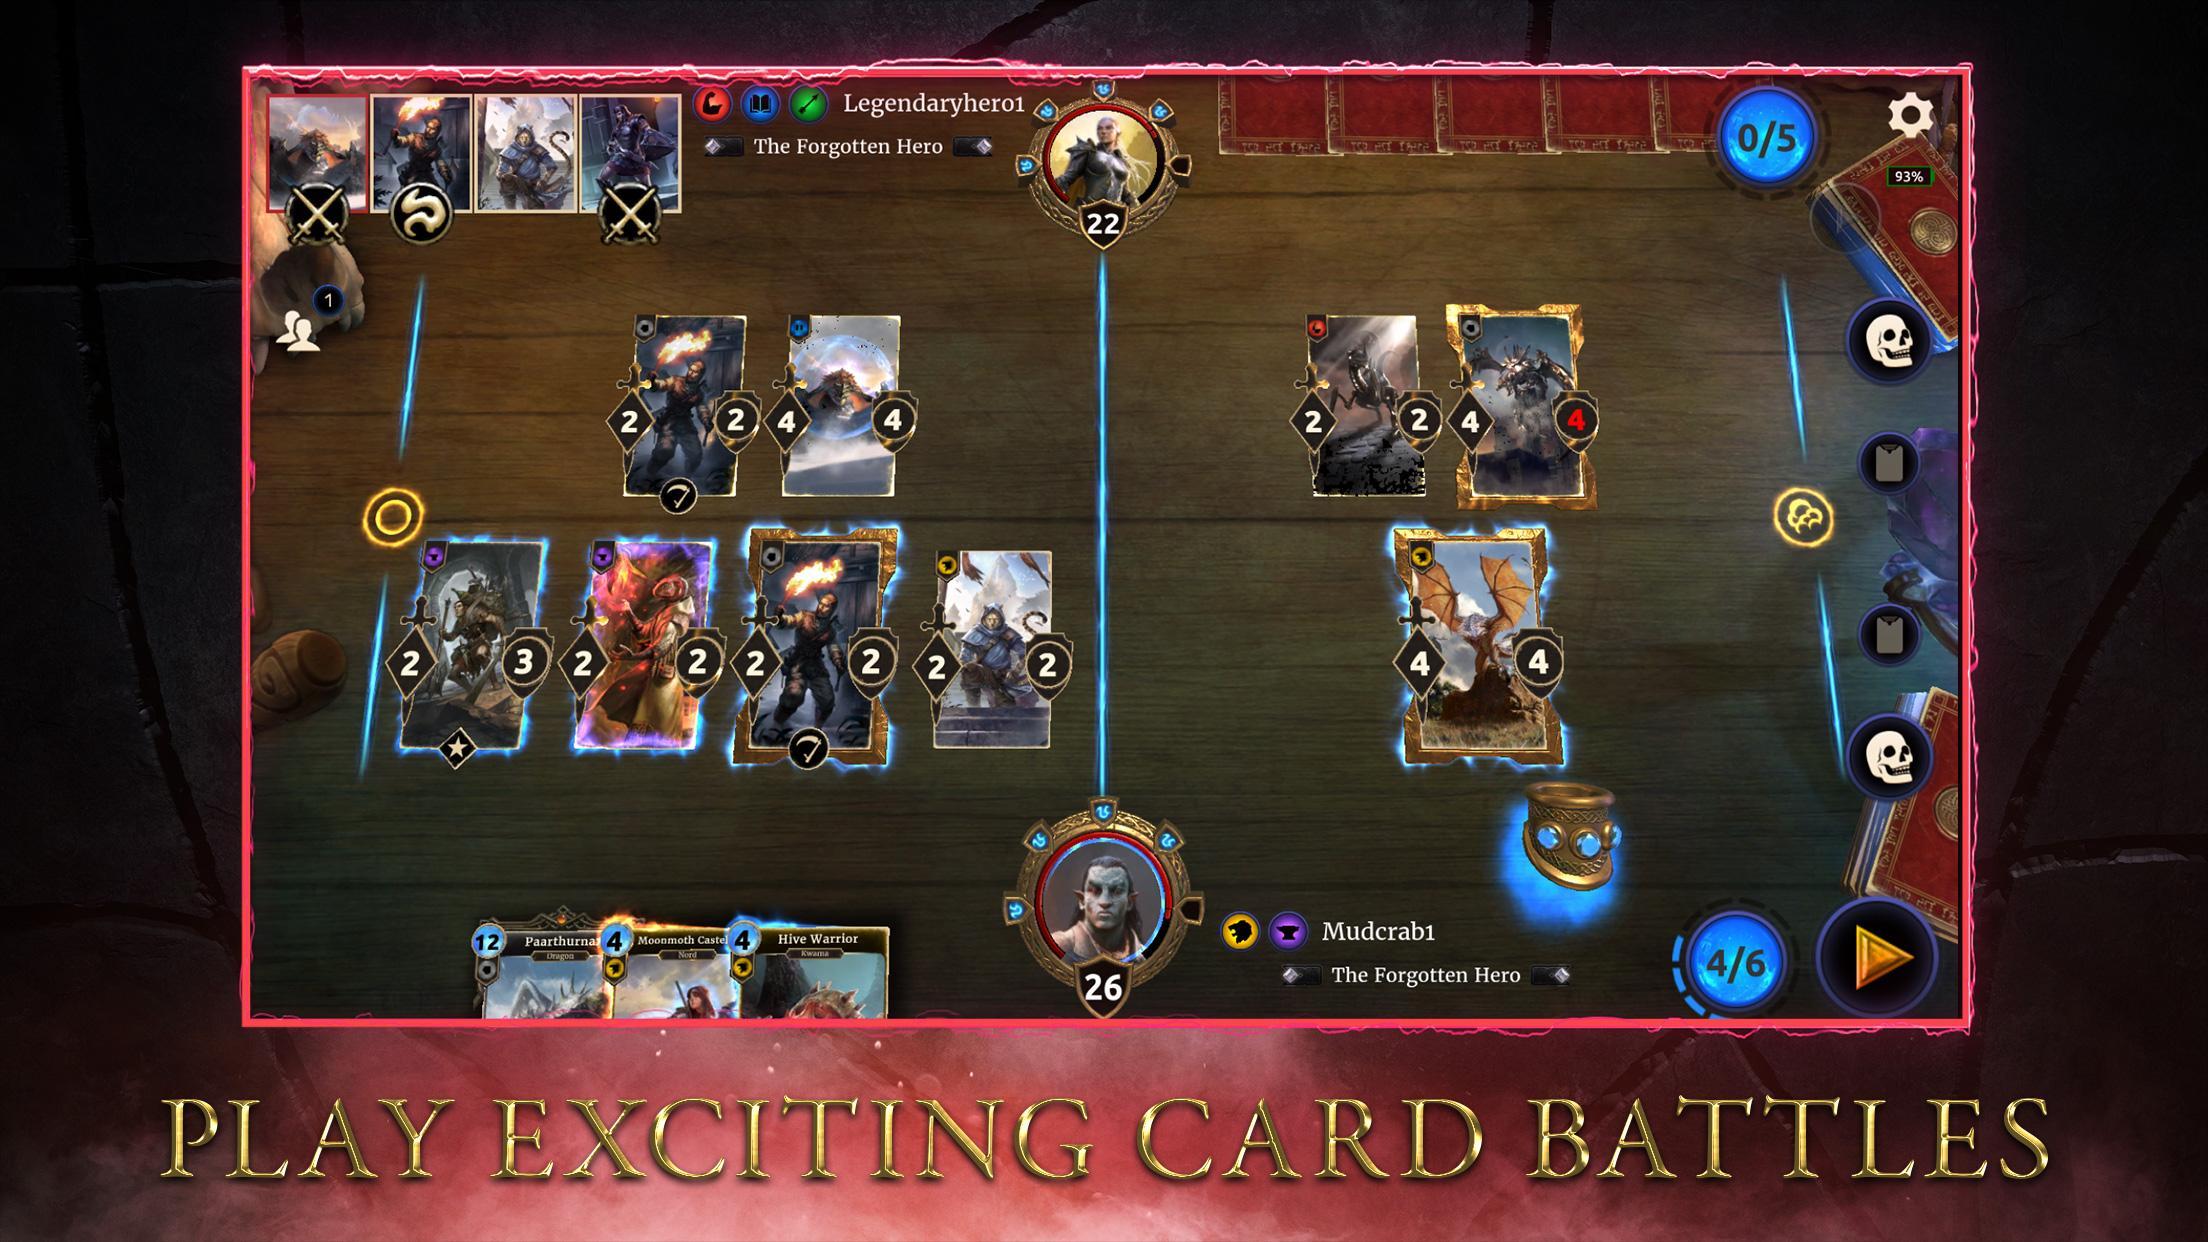 Legendaryhero1
The Forgotten Hero
22
0/5
93%
1
2 2 4 4
2 2 4 4
2 3 2 2 2 2 2 2
4 4
12 Paarthurna
Dragon
4 Moonmoth Castel
Nord
4 Hive Warrior
Kwama
26
Mudcrab1
The Forgotten Hero
4/6
PLAY EXCITING CARD BATTLES